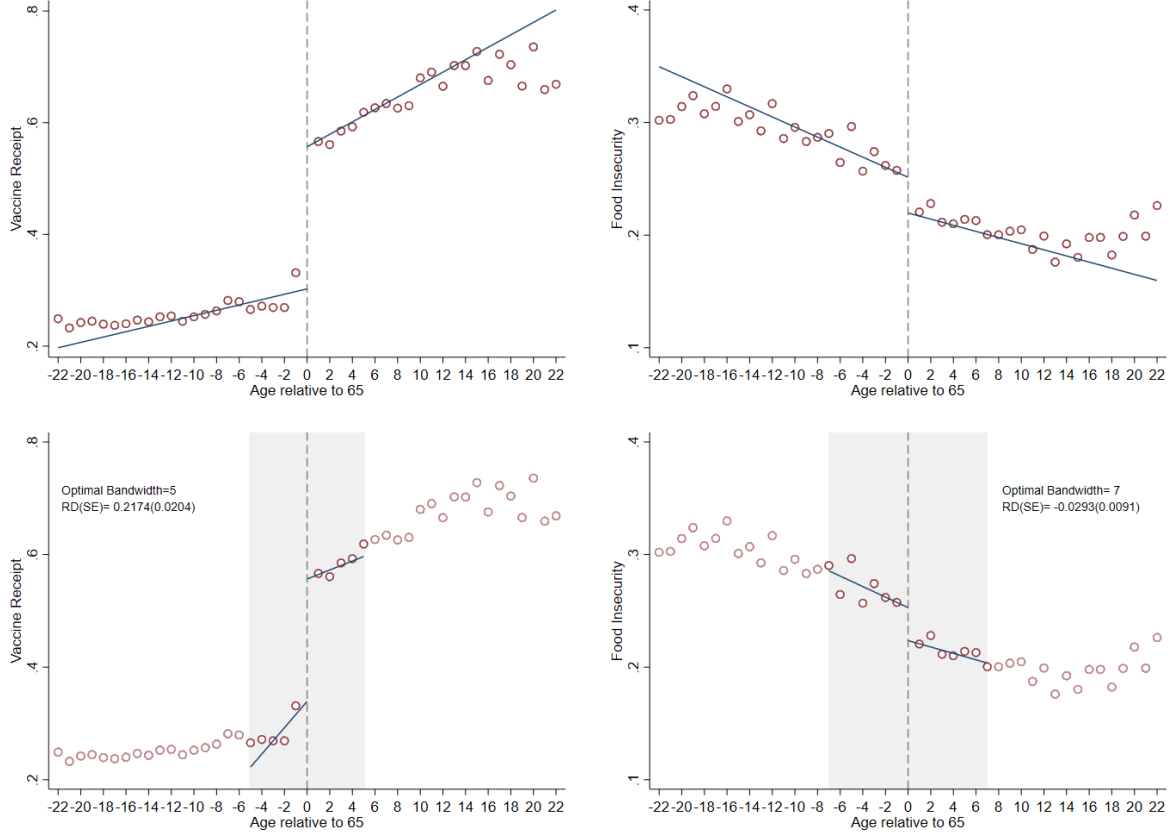 .8
.6
.4
.2
Vaccine Receipt
-22 -20 -18 -16 -14 -12 -10 -8 -6 -4 -2 0 2 4 6 8 10 12 14 16 18 20 22
Age relative to 65
.4
.3
.2
.1
Food Insecurity
-22 -20 -18 -16 -14 -12 -10 -8 -6 -4 -2 0 2 4 6 8 10 12 14 16 18 20 22
Age relative to 65
.8
.6
.4
.2
Vaccine Receipt
Optimal Bandwidth=5
RD(SE)= 0.2174(0.0204)
-22 -20 -18 -16 -14 -12 -10 -8 -6 -4 -2 0 2 4 6 8 10 12 14 16 18 20 22
Age relative to 65
.4
.3
.2
.1
Food Insecurity
Optimal Bandwidth= 7
RD(SE)= -0.0293(0.0091)
-22 -20 -18 -16 -14 -12 -10 -8 -6 -4 -2 0 2 4 6 8 10 12 14 16 18 20 22
Age relative to 65